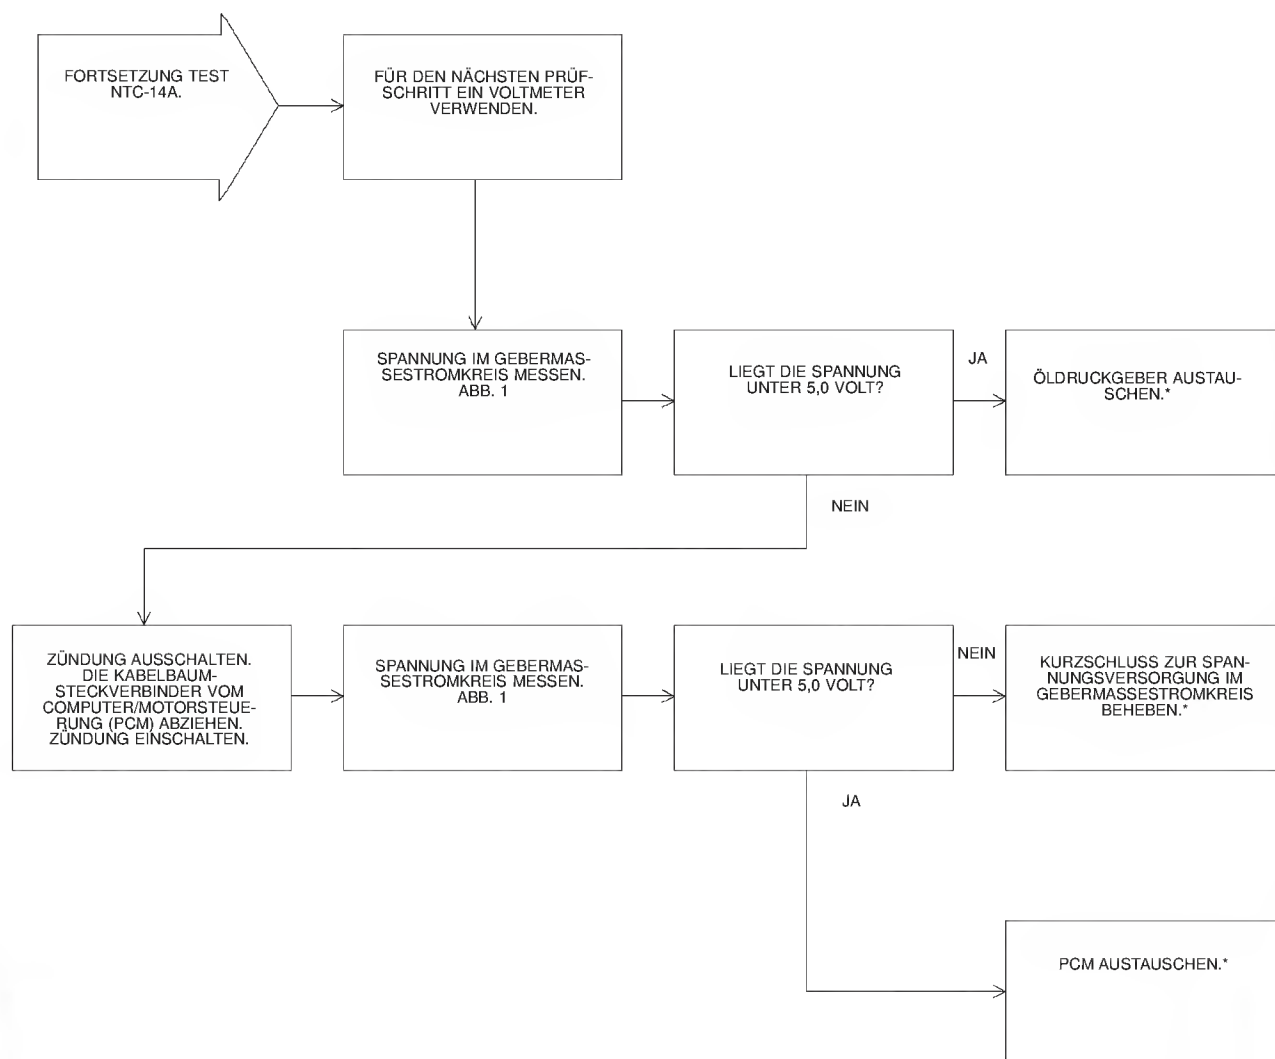 FORTSETZUNG TEST
NTC-14A.
FÜR DEN NÄCHSTEN PRÜF-
SCHRITT EIN VOLTMETER
VERWENDEN.
SPANNUNG IM GEBERMAS-
SESTROMKREIS MESSEN.
ABB. 1
LIEGT DIE SPANNUNG
UNTER 5,0 VOLT?
JA
ÖLDRUCKGEBER AUSTAU-
SCHEN.*
NEIN
ZÜNDUNG AUSSCHALTEN.
DIE KABELBAUM-
STECKVERBINDER VOM
COMPUTER/MOTORSTEUE-
RUNG (PCM) ABZIEHEN.
ZÜNDUNG EINSCHALTEN.
SPANNUNG IM GEBERMAS-
SESTROMKREIS MESSEN.
ABB. 1
LIEGT DIE SPANNUNG
UNTER 5,0 VOLT?
NEIN
KURZSCHLUSS ZUR SPAN-
NUNGSVERSORGUNG IM
GEBERMASSESTROMKREIS
BEHEBEN.*
JA
PCM AUSTAUSCHEN.*